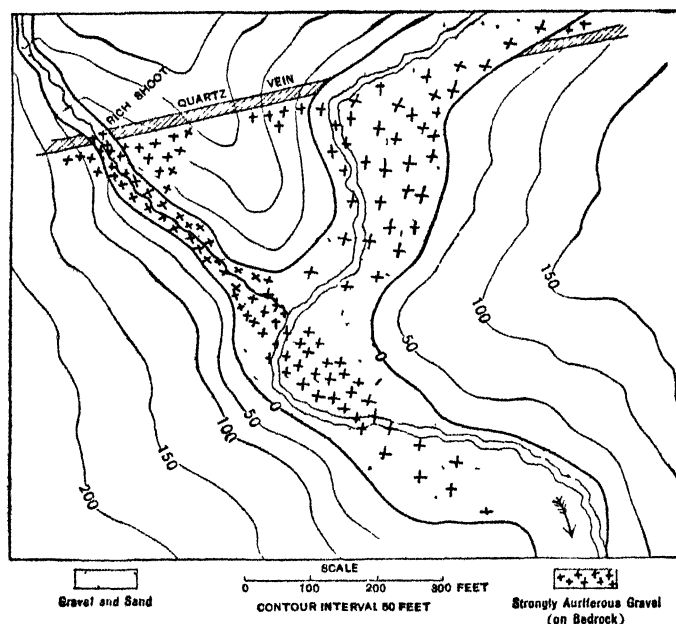 RICH SHOOT
QUARTZ VEIN
150
100
50
0
0
50
100
150
200
SCALE
0 100 200 300 FEET
CONTOUR INTERVAL 50 FEET
Gravel and Sand
Strongly Auriferous Gravel
(on Bedrock)